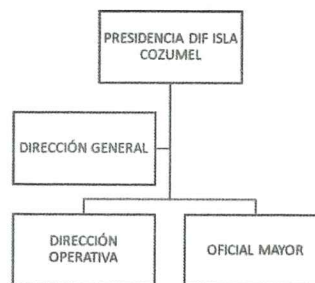 PRESIDENCIA DIF ISLA
COZUMEL
DIRECCIÓN GENERAL
DIRECCIÓN
OPERATIVA
OFICIAL MAYOR